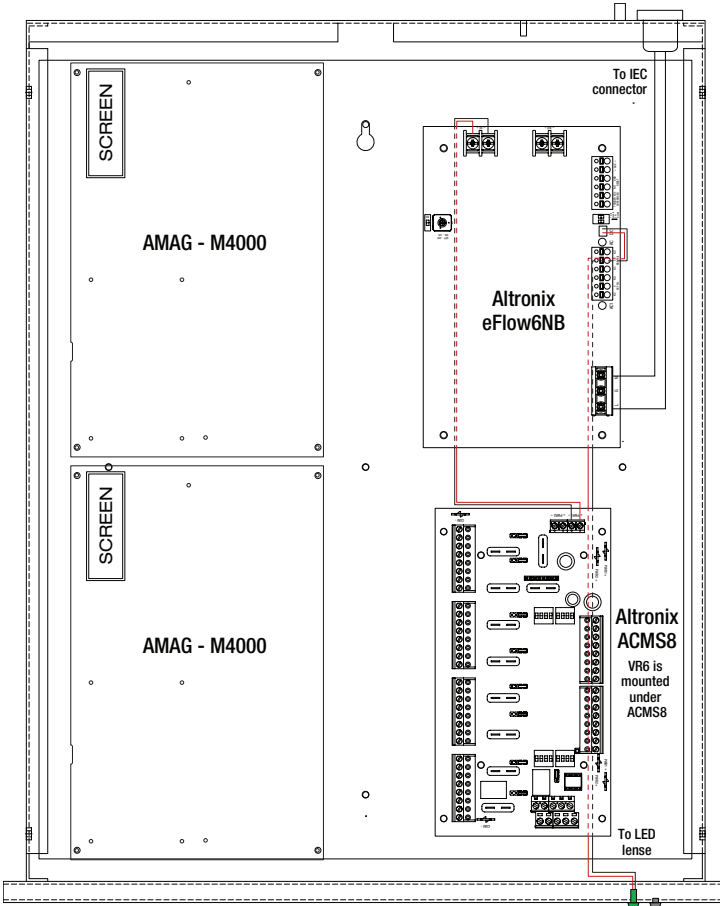 To IEC
connector
SCREEN
AMAG - M4000
Altronix
eFlow6NB
SCREEN
AMAG - M4000
Altronix
ACMS8
VR6 is
mounted
under
ACMS8
To LED
lense